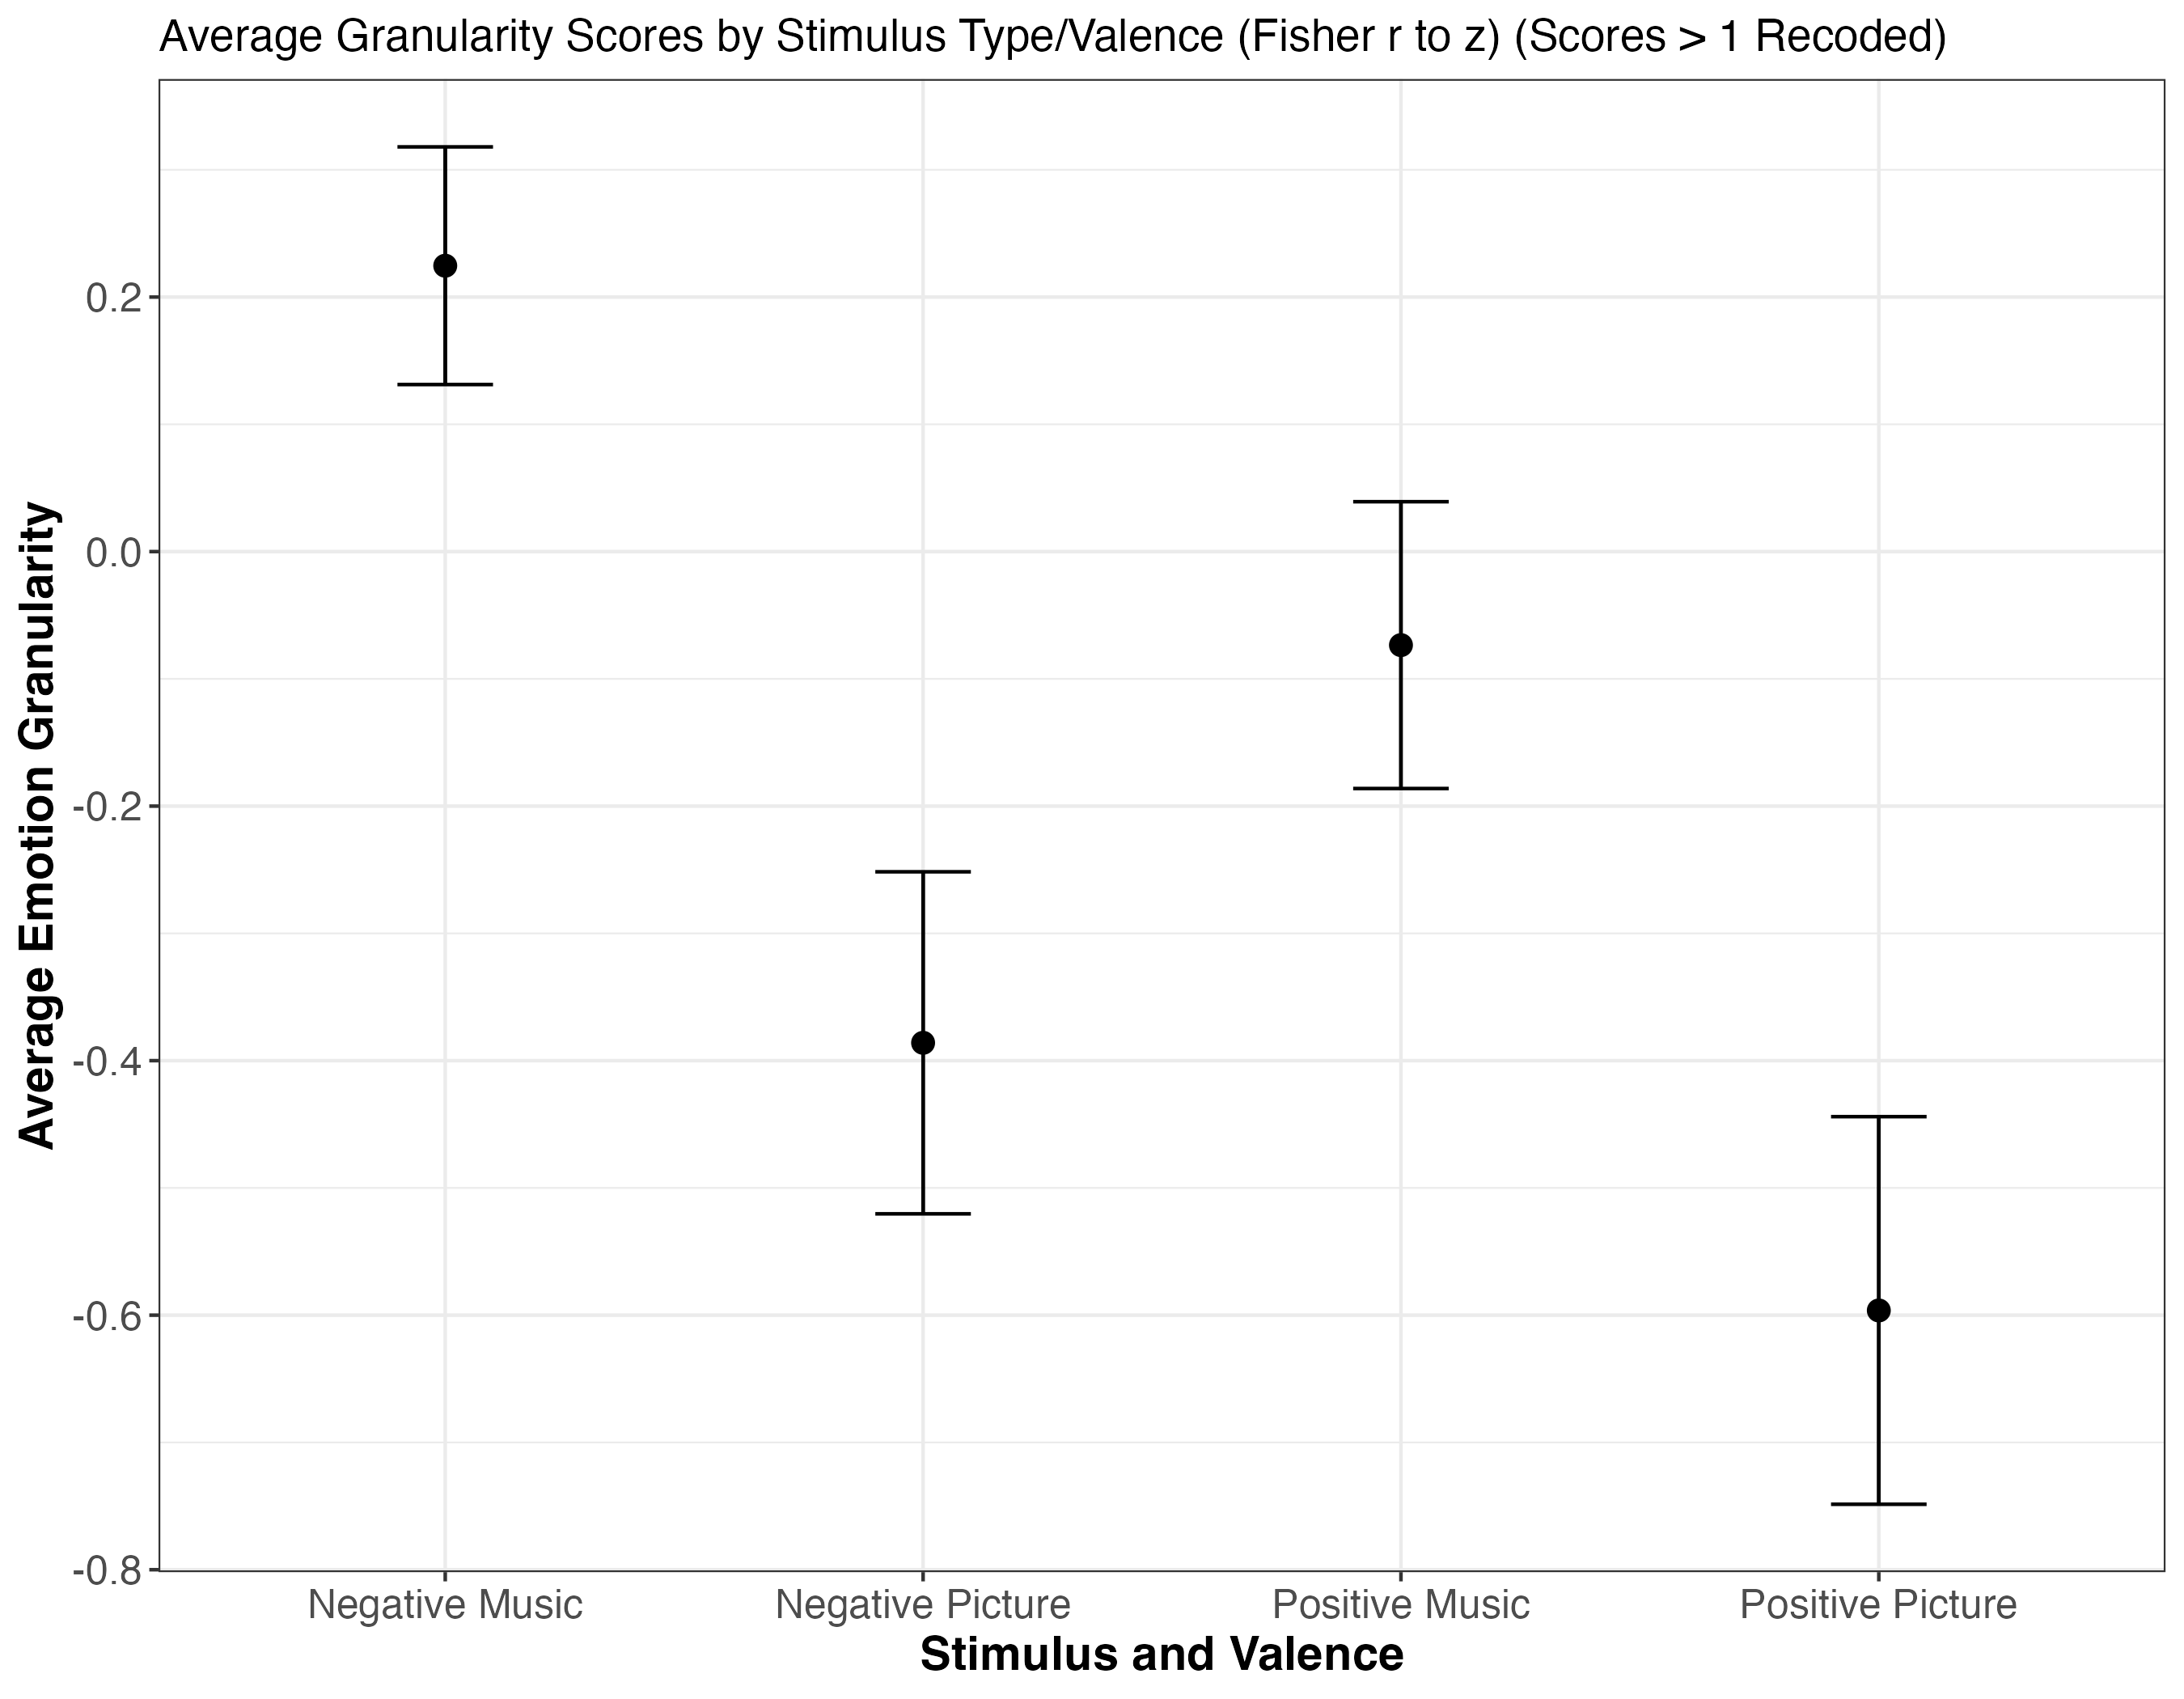 Average Granularity Scores by Stimulus Type/Valence (Fisher r to z) (Scores > 1 Recoded)
Average Emotion Granularity
0.2
0.0
-0.2
-0.4
-0.6
-0.8
Negative Music
Negative Picture
Positive Music
Positive Picture
Stimulus and Valence